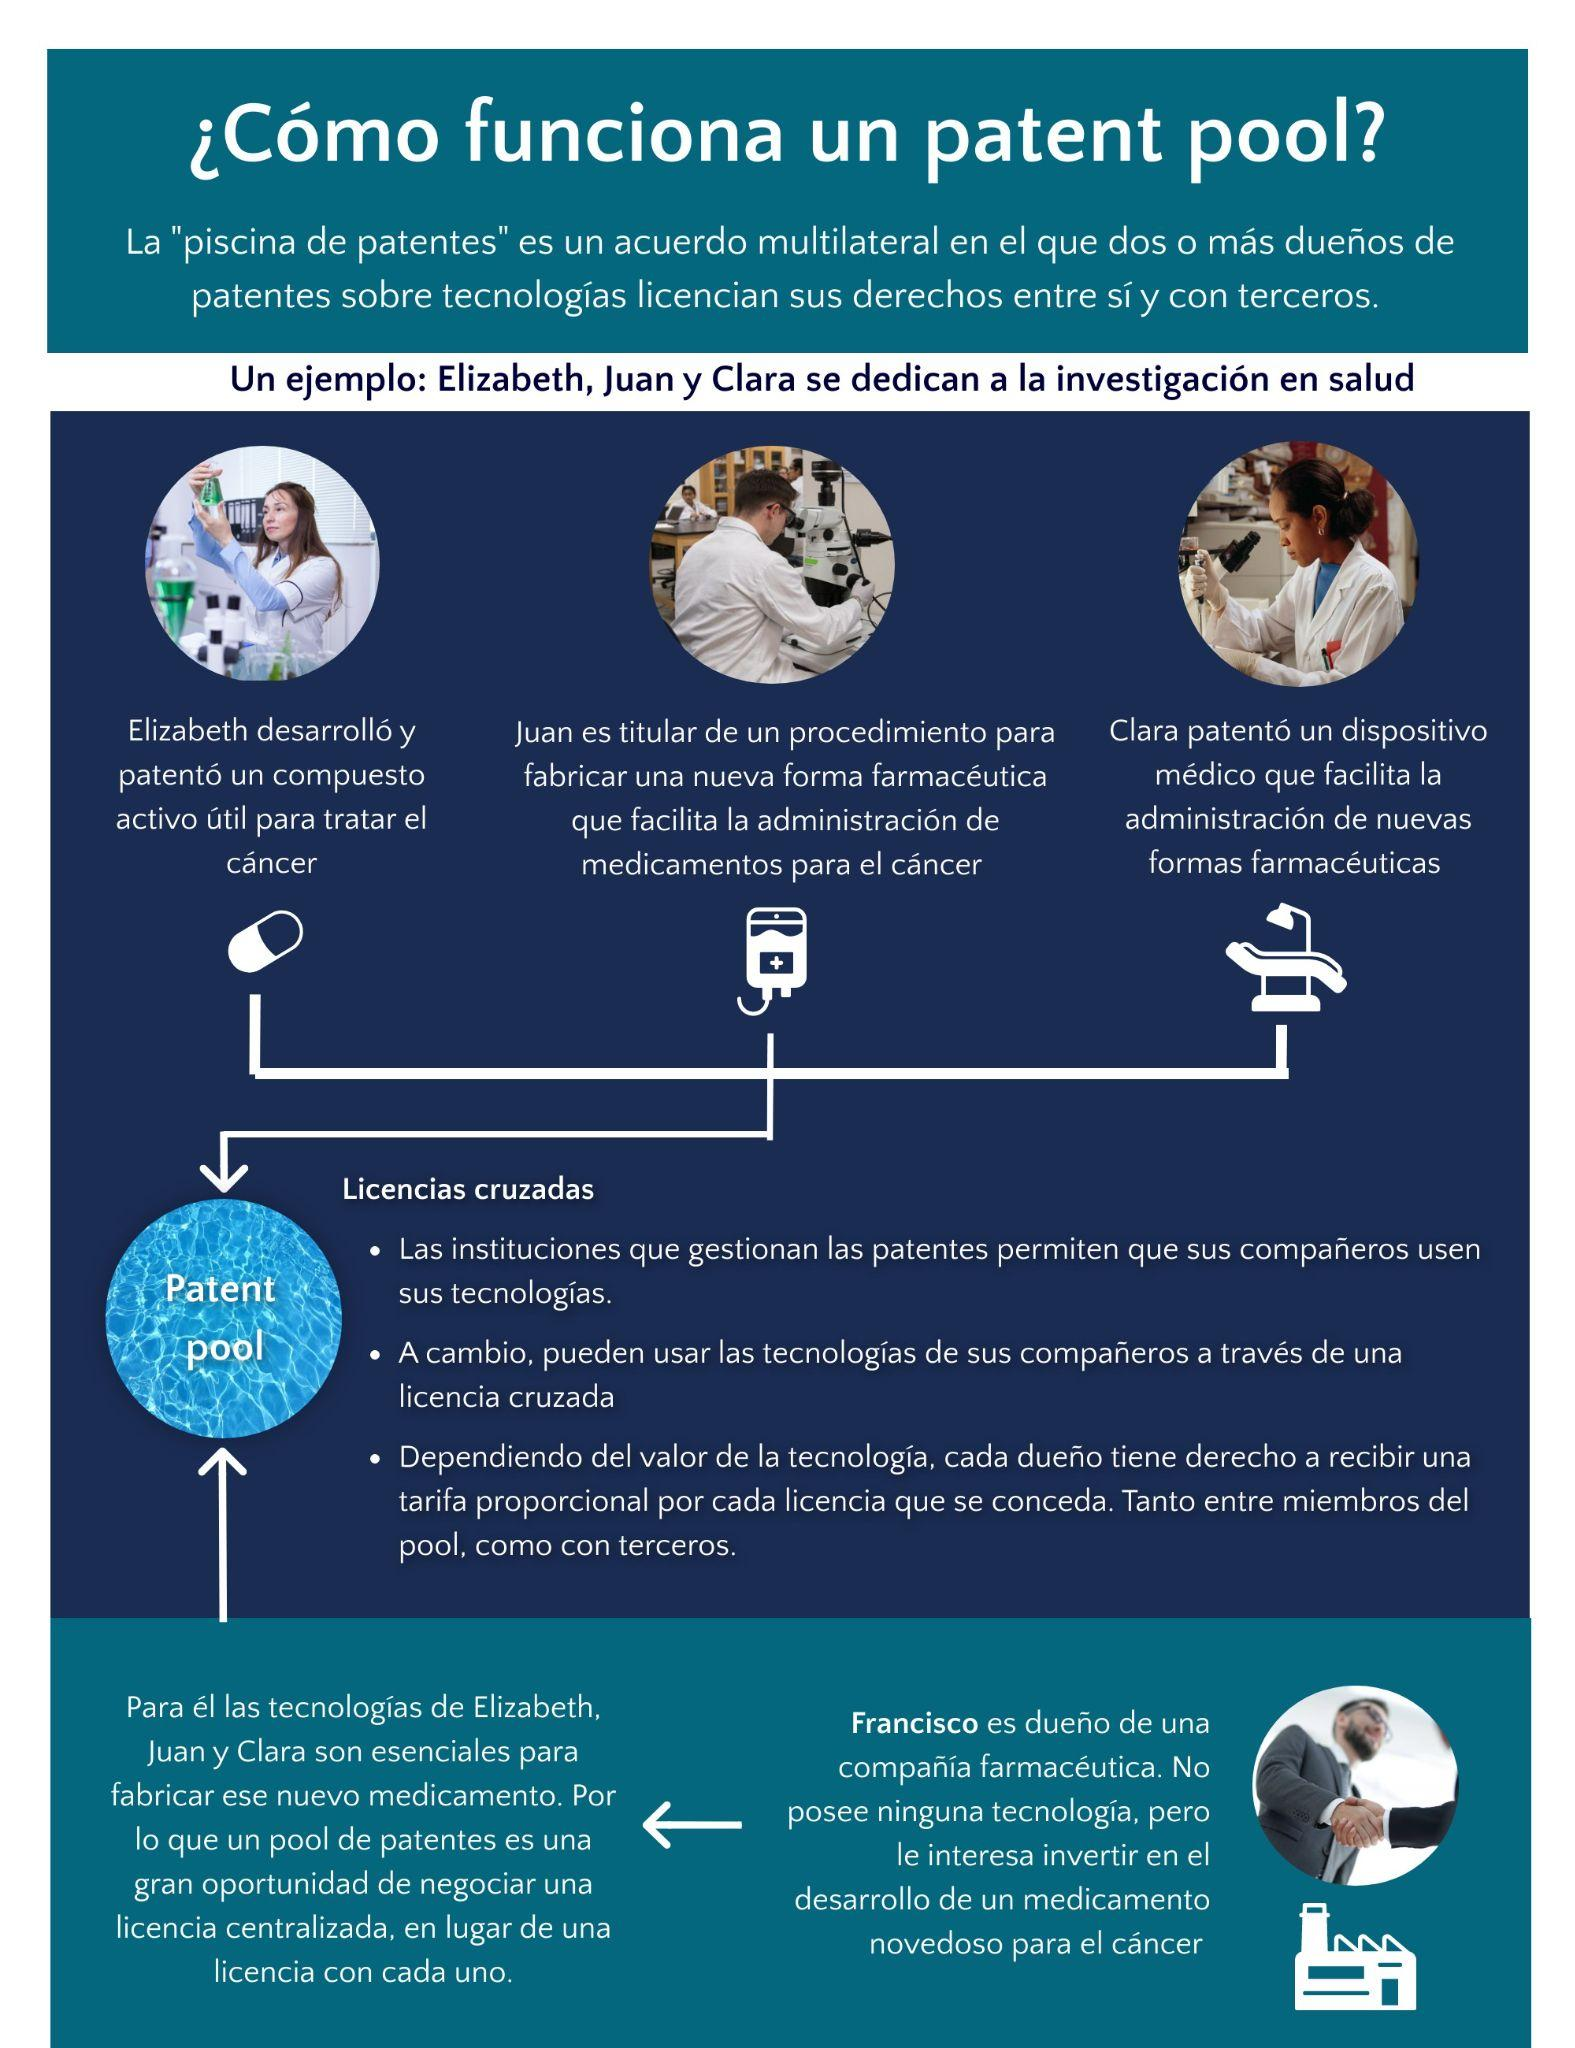 ¿Cómo funciona un patent pool?
La "piscina de patentes" es un acuerdo multilateral en el que dos o más dueños de
patentes sobre tecnologías licencian sus derechos entre sí y con terceros.
Un ejemplo: Elizabeth, Juan y Clara se dedican a la investigación en salud
Elizabeth desarrolló y
patentó un compuesto
activo útil para tratar el
cáncer
Juan es titular de un procedimiento para
fabricar una nueva forma farmacéutica
que facilita la administración de
medicamentos para el cáncer
Clara patentó un dispositivo
médico que facilita la
administración de nuevas
formas farmacéuticas
Patent
pool
Licencias cruzadas
• Las instituciones que gestionan las patentes permiten que sus compañeros usen
sus tecnologías.
• A cambio, pueden usar las tecnologías de sus compañeros a través de una
licencia cruzada
• Dependiendo del valor de la tecnología, cada dueño tiene derecho a recibir una
tarifa proporcional por cada licencia que se conceda. Tanto entre miembros del
pool, como con terceros.
Francisco es dueño de una
compañía farmacéutica. No
posee ninguna tecnología, pero
le interesa invertir en el
desarrollo de un medicamento
novedoso para el cáncer
Para él las tecnologías de Elizabeth,
Juan y Clara son esenciales para
fabricar ese nuevo medicamento. Por
lo que un pool de patentes es una
gran oportunidad de negociar una
licencia centralizada, en lugar de una
licencia con cada uno.